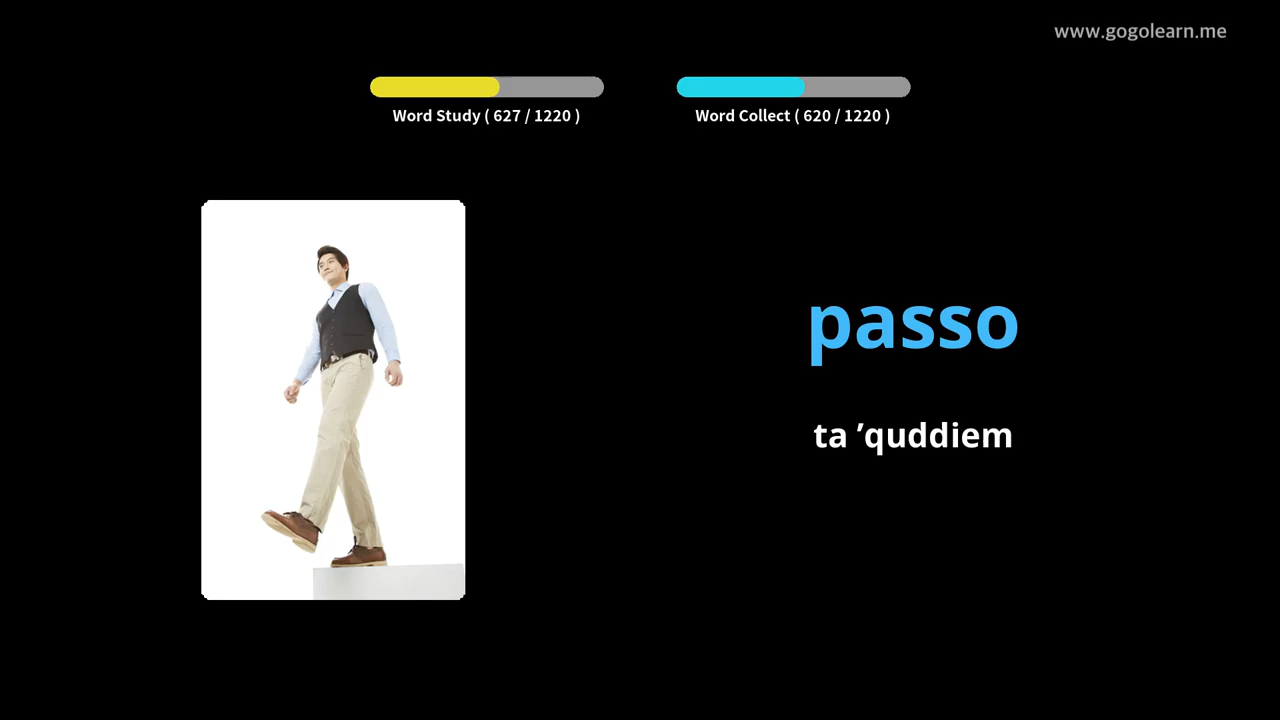 www.gogolearn.me
Word Study ( 627 / 1220 )
Word Collect ( 620 / 1220 )
passo
ta ’quddiem